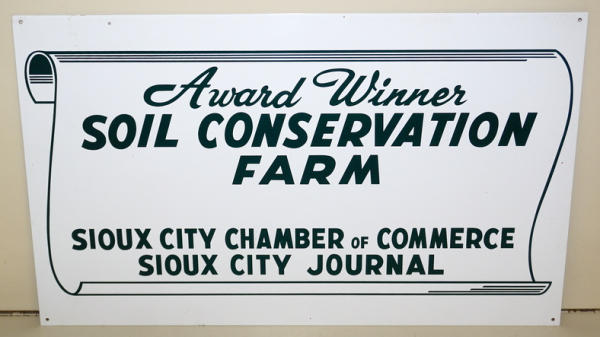 Award Winner
SOIL CONSERVATION
FARM
SIOUX CITY CHAMBER OF COMMERCE
SIOUX CITY JOURNAL